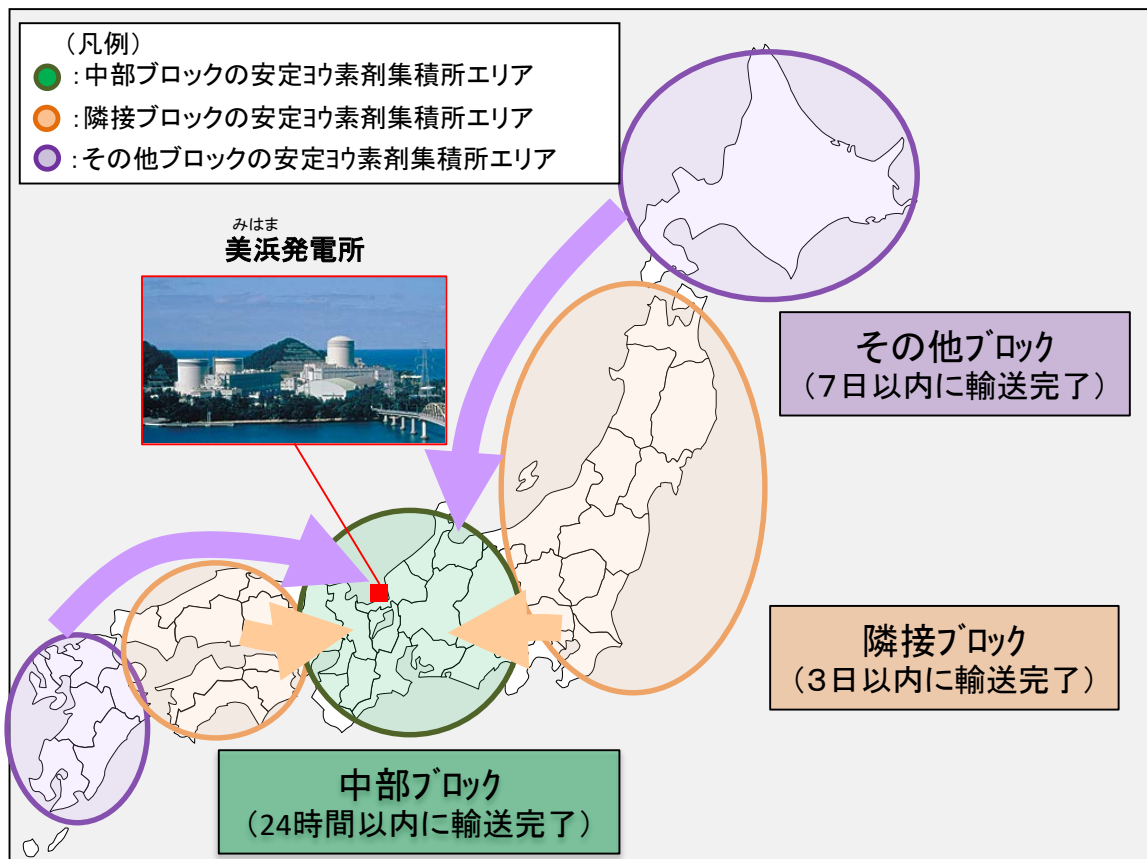 （凡例）
：中部ブロックの安定ﾖｳ素剤集積所エリア
：隣接ブロックの安定ﾖｳ素剤集積所エリア
：その他ブロックの安定ﾖｳ素剤集積所エリア
みはま
美浜発電所
その他ﾌﾞﾛｯｸ
（７日以内に輸送完了）
隣接ﾌﾞﾛｯｸ
（３日以内に輸送完了）
中部ﾌﾞﾛｯｸ
（24時間以内に輸送完了）